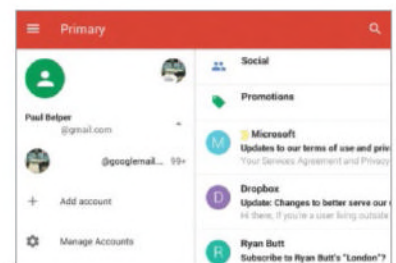 Primary
Paul Belper
@gmail.com
@googlemail... 99+
Add account
Manage Accounts
Social
Promotions
M
Microsoft
Updates to our terms of use and priv
Your Services Agreement and Privacy
D
Dropbox
Update: Changes to better serve our
Hi there, If you're a user living outside
R
Ryan Butt
Subscribe to Ryan Butt's "London"?